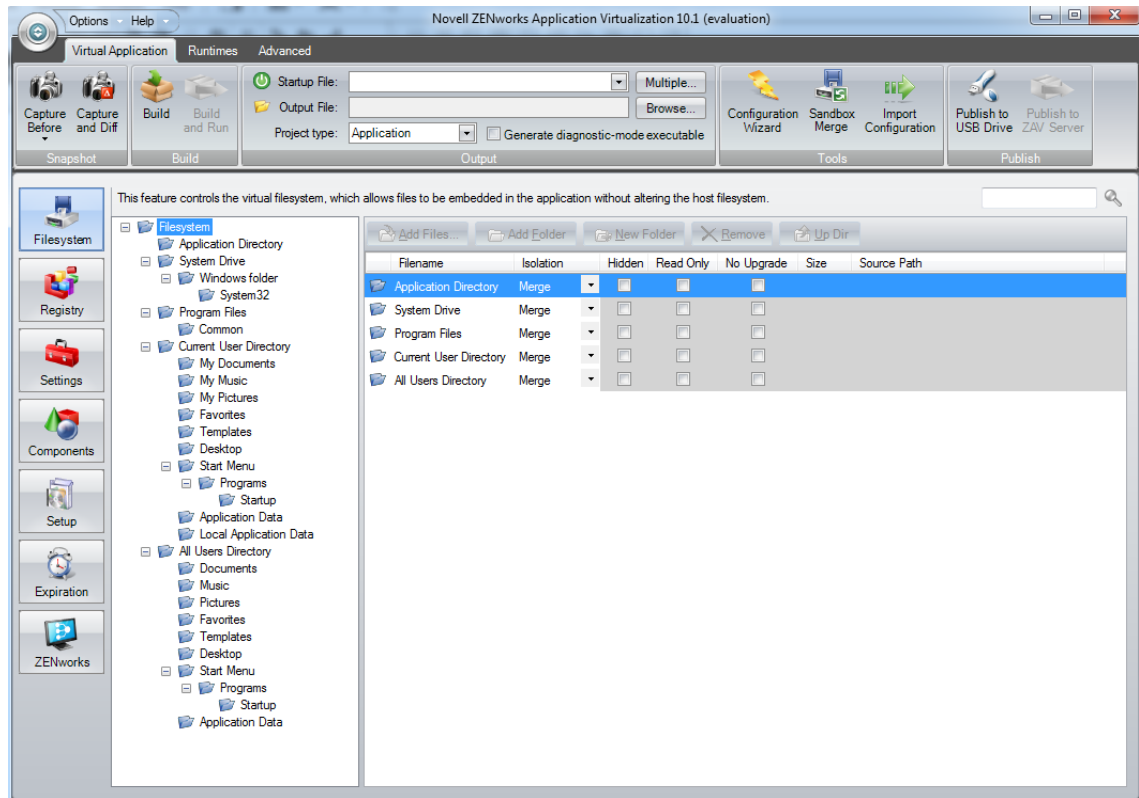 Options Help Novell ZENworks Application Virtualization 10.1 (evaluation)
Virtual Application Runtimes Advanced
Capture Before
Capture and Diff
Snapshot
Build
Build and Run
Build
Startup File: Multiple...
Output File: Browse...
Project type: Application Generate diagnostic-mode executable
Output
Configuration Wizard
Sandbox Merge
Import Configuration
Tools
Publish to USB Drive
Publish to ZAV Server
Publish
Filesystem
Registry
Settings
Components
Setup
Expiration
ZENworks
This feature controls the virtual filesystem, which allows files to be embedded in the application without altering the host filesystem.
Filesystem
Application Directory
System Drive
Windows folder
System32
Program Files
Common
Current User Directory
My Documents
My Music
My Pictures
Favorites
Templates
Desktop
Start Menu
Programs
Startup
Application Data
Local Application Data
All Users Directory
Documents
Music
Pictures
Favorites
Templates
Desktop
Start Menu
Programs
Startup
Application Data
Add Files... Add Folder New Folder Remove Up Dir
Filename Isolation Hidden Read Only No Upgrade Size Source Path
Application Directory Merge
System Drive Merge
Program Files Merge
Current User Directory Merge
All Users Directory Merge